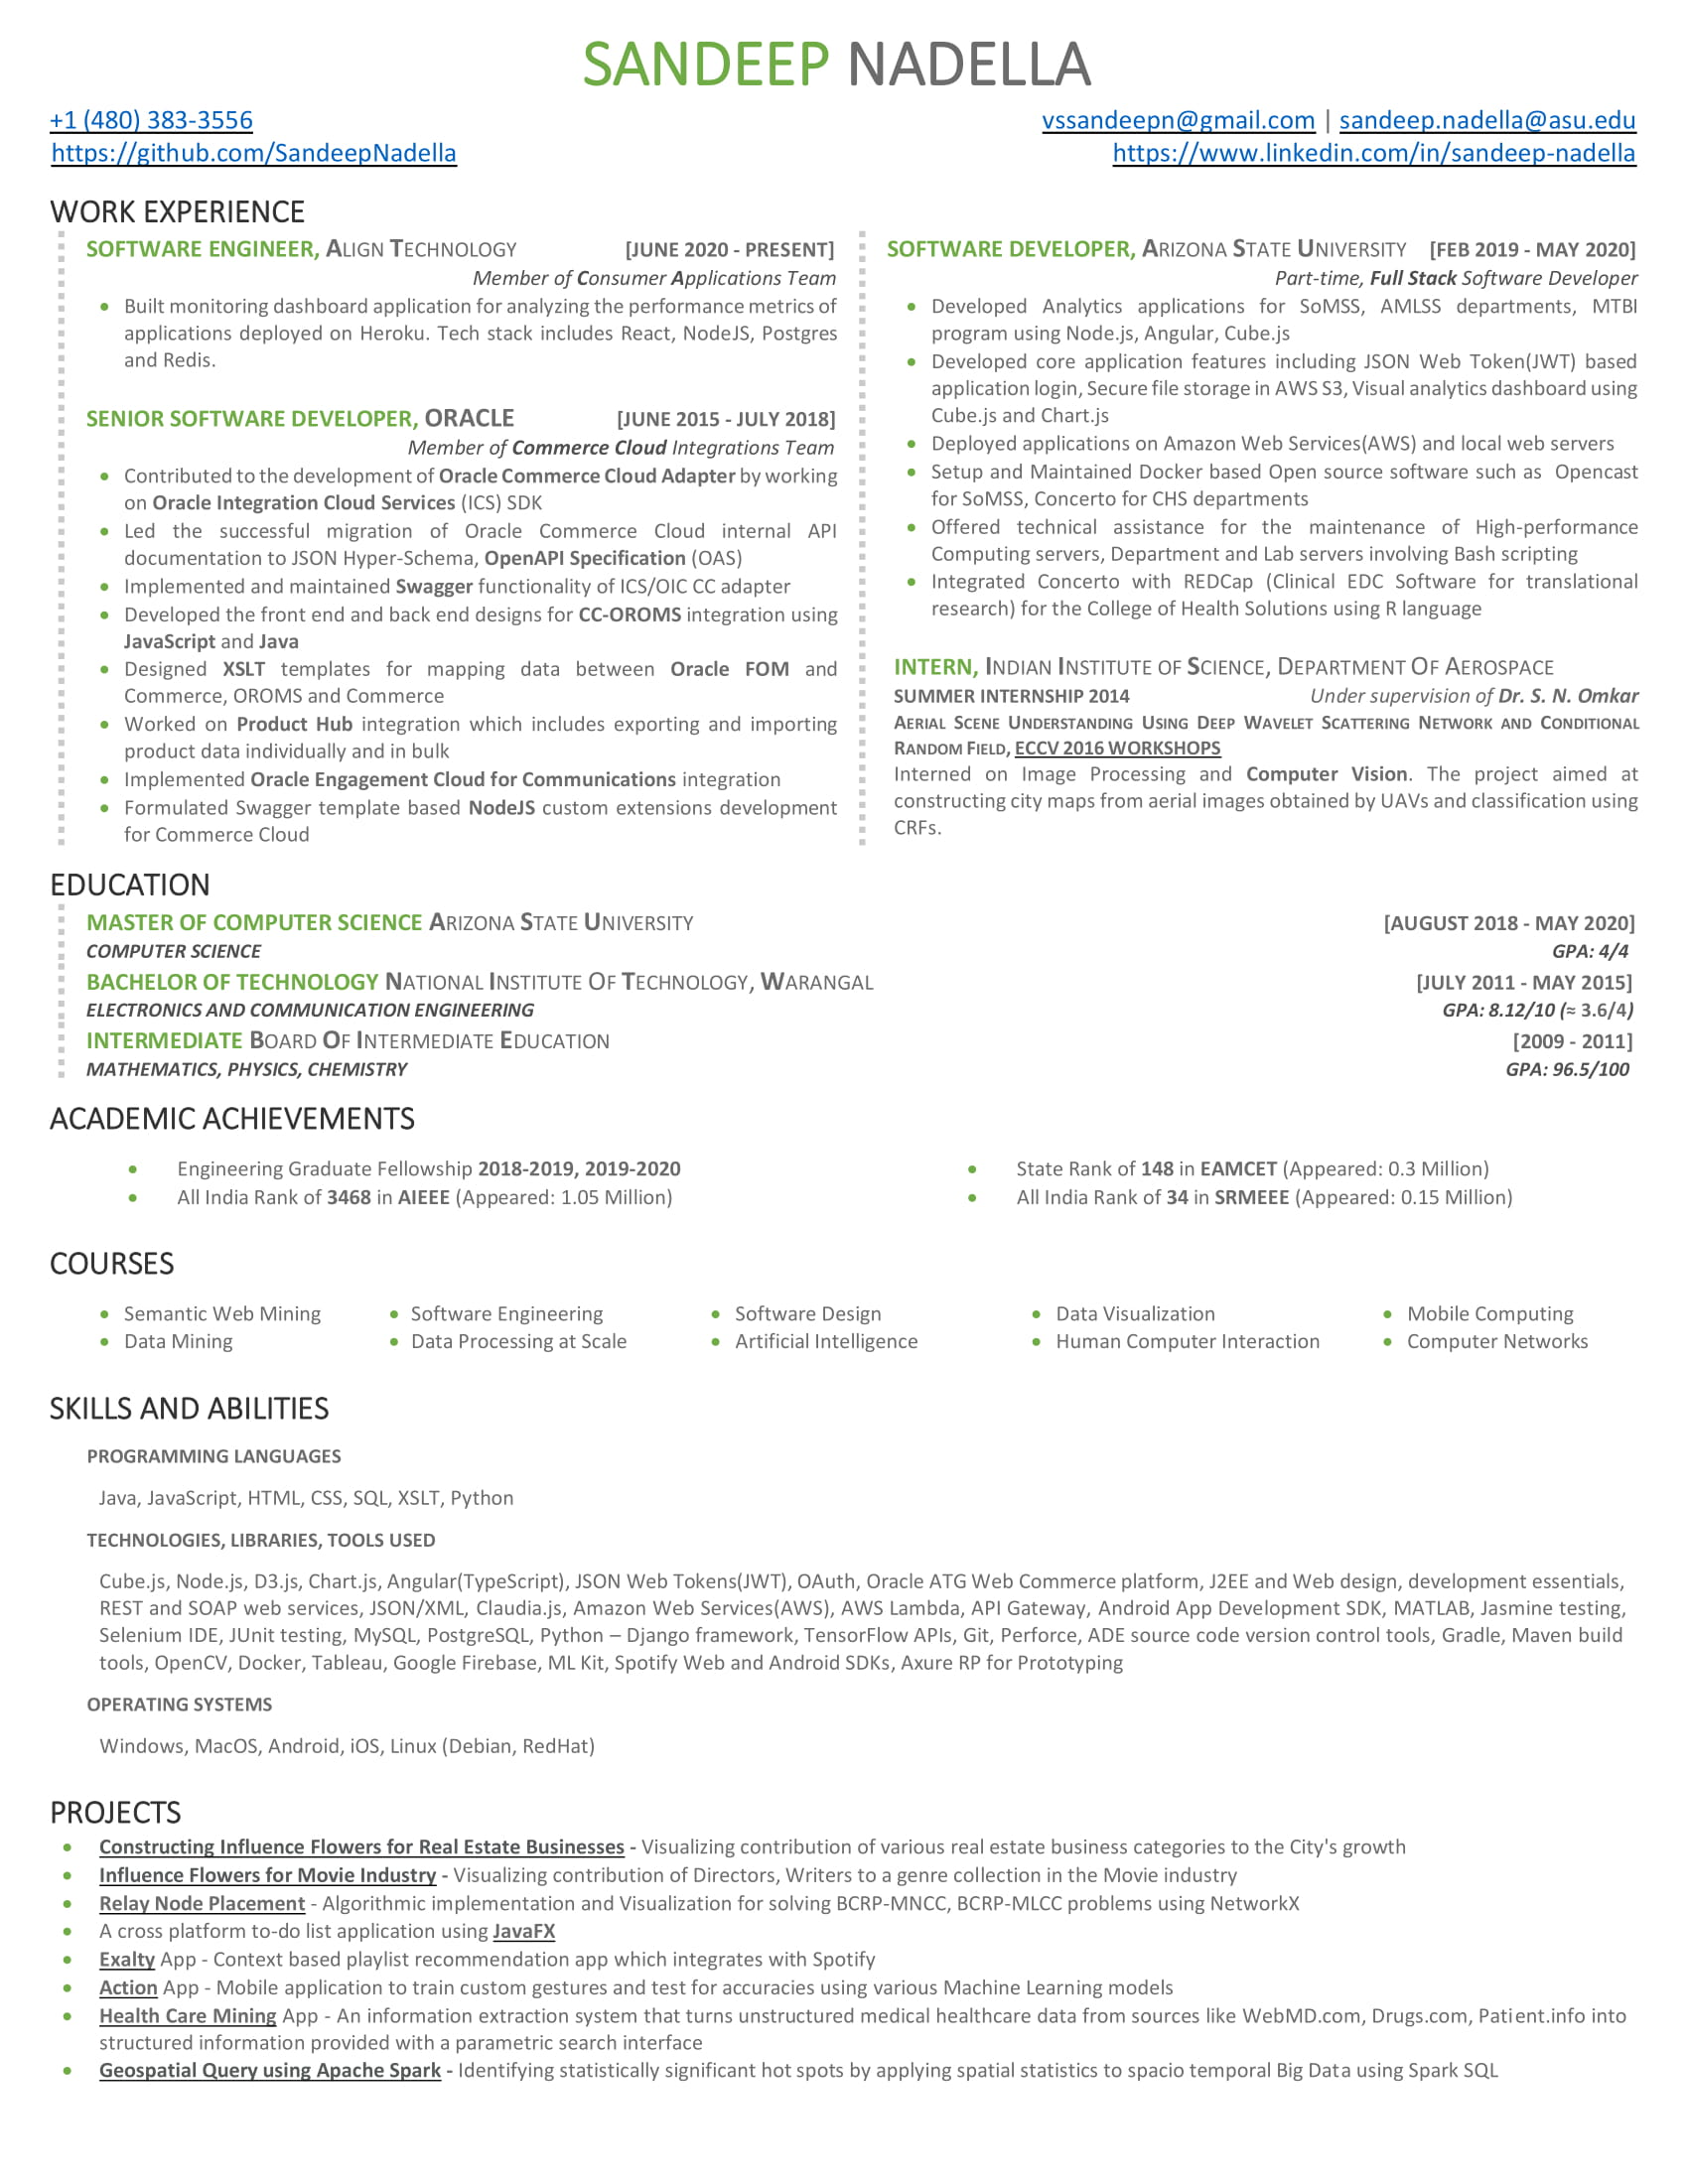 SANDEEP NADELLA
+1 (480) 383-3556
vssandeepn@gmail.com | sandeep.nadella@asu.edu
https://github.com/SandeepNadella
https://www.linkedin.com/in/sandeep-nadella
WORK EXPERIENCE
SOFTWARE ENGINEER, ALIGN TECHNOLOGY [JUNE 2020 - PRESENT]
Member of Consumer Applications Team
• Built monitoring dashboard application for analyzing the performance metrics of
applications deployed on Heroku. Tech stack includes React, NodeJS, Postgres
and Redis.
SENIOR SOFTWARE DEVELOPER, ORACLE [JUNE 2015 - JULY 2018]
Member of Commerce Cloud Integrations Team
• Contributed to the development of Oracle Commerce Cloud Adapter by working
on Oracle Integration Cloud Services (ICS) SDK
• Led the successful migration of Oracle Commerce Cloud internal API
documentation to JSON Hyper-Schema, OpenAPI Specification (OAS)
• Implemented and maintained Swagger functionality of ICS/OIC CC adapter
• Developed the front end and back end designs for CC-OROMS integration using
JavaScript and Java
• Designed XSLT templates for mapping data between Oracle FOM and
Commerce, OROMS and Commerce
• Worked on Product Hub integration which includes exporting and importing
product data individually and in bulk
• Implemented Oracle Engagement Cloud for Communications integration
• Formulated Swagger template based NodeJS custom extensions development
for Commerce Cloud
SOFTWARE DEVELOPER, ARIZONA STATE UNIVERSITY [FEB 2019 - MAY 2020]
Part-time, Full Stack Software Developer
• Developed Analytics applications for SoMSS, AMLSS departments, MTBI
program using Node.js, Angular, Cube.js
• Developed core application features including JSON Web Token(JWT) based
application login, Secure file storage in AWS S3, Visual analytics dashboard using
Cube.js and Chart.js
• Deployed applications on Amazon Web Services(AWS) and local web servers
• Setup and Maintained Docker based Open source software such as Opencast
for SoMSS, Concerto for CHS departments
• Offered technical assistance for the maintenance of High-performance
Computing servers, Department and Lab servers involving Bash scripting
• Integrated Concerto with REDCap (Clinical EDC Software for translational
research) for the College of Health Solutions using R language
INTERN, INDIAN INSTITUTE OF SCIENCE, DEPARTMENT OF AEROSPACE
SUMMER INTERNSHIP 2014 Under supervision of Dr. S. N. Omkar
AERIAL SCENE UNDERSTANDING USING DEEP WAVELET SCATTERING NETWORK AND CONDITIONAL
RANDOM FIELD, ECCV 2016 WORKSHOPS
Interned on Image Processing and Computer Vision. The project aimed at
constructing city maps from aerial images obtained by UAVs and classification using
CRFs.
EDUCATION
MASTER OF COMPUTER SCIENCE ARIZONA STATE UNIVERSITY [AUGUST 2018 - MAY 2020]
COMPUTER SCIENCE GPA: 4/4
BACHELOR OF TECHNOLOGY NATIONAL INSTITUTE OF TECHNOLOGY, WARANGAL [JULY 2011 - MAY 2015]
ELECTRONICS AND COMMUNICATION ENGINEERING GPA: 8.12/10 (≈ 3.6/4)
INTERMEDIATE BOARD OF INTERMEDIATE EDUCATION [2009 - 2011]
MATHEMATICS, PHYSICS, CHEMISTRY GPA: 96.5/100
ACADEMIC ACHIEVEMENTS
• Engineering Graduate Fellowship 2018-2019, 2019-2020
• State Rank of 148 in EAMCET (Appeared: 0.3 Million)
• All India Rank of 3468 in AIEEE (Appeared: 1.05 Million)
• All India Rank of 34 in SRMEEE (Appeared: 0.15 Million)
COURSES
• Semantic Web Mining • Software Engineering • Software Design • Data Visualization • Mobile Computing
• Data Mining • Data Processing at Scale • Artificial Intelligence • Human Computer Interaction • Computer Networks
SKILLS AND ABILITIES
PROGRAMMING LANGUAGES
Java, JavaScript, HTML, CSS, SQL, XSLT, Python
TECHNOLOGIES, LIBRARIES, TOOLS USED
Cube.js, Node.js, D3.js, Chart.js, Angular(TypeScript), JSON Web Tokens(JWT), OAuth, Oracle ATG Web Commerce platform, J2EE and Web design, development essentials,
REST and SOAP web services, JSON/XML, Claudia.js, Amazon Web Services(AWS), AWS Lambda, API Gateway, Android App Development SDK, MATLAB, Jasmine testing,
Selenium IDE, JUnit testing, MySQL, PostgreSQL, Python – Django framework, TensorFlow APIs, Git, Perforce, ADE source code version control tools, Gradle, Maven build
tools, OpenCV, Docker, Tableau, Google Firebase, ML Kit, Spotify Web and Android SDKs, Axure RP for Prototyping
OPERATING SYSTEMS
Windows, MacOS, Android, iOS, Linux (Debian, RedHat)
PROJECTS
• Constructing Influence Flowers for Real Estate Businesses - Visualizing contribution of various real estate business categories to the City's growth
• Influence Flowers for Movie Industry - Visualizing contribution of Directors, Writers to a genre collection in the Movie industry
• Relay Node Placement - Algorithmic implementation and Visualization for solving BCRP-MNCC, BCRP-MLCC problems using NetworkX
• A cross platform to-do list application using JavaFX
• Exalty App - Context based playlist recommendation app which integrates with Spotify
• Action App - Mobile application to train custom gestures and test for accuracies using various Machine Learning models
• Health Care Mining App - An information extraction system that turns unstructured medical healthcare data from sources like WebMD.com, Drugs.com, Patient.info into
structured information provided with a parametric search interface
• Geospatial Query using Apache Spark - Identifying statistically significant hot spots by applying spatial statistics to spacio temporal Big Data using Spark SQL